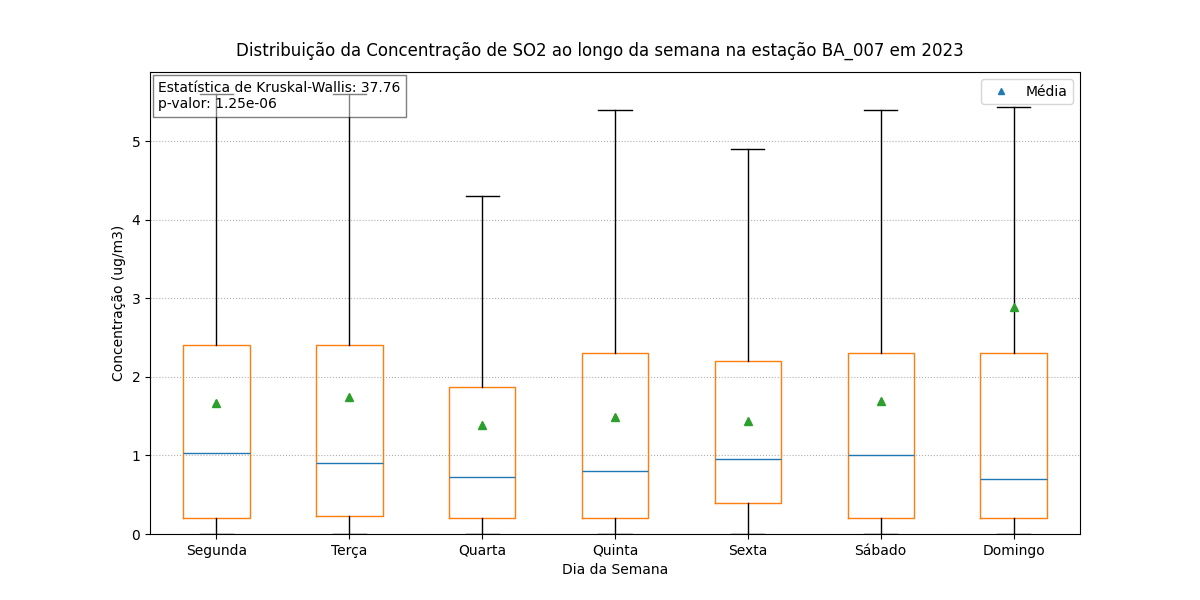 Distribuição da Concentração de SO2 ao longo da semana na estação BA_007 em 2023
Estatística de Kruskal-Wallis: 37.76
p-valor: 1.25e-06
Média
Concentração (ug/m3)
5
4
3
2
1
0
Segunda Terça Quarta Quinta Sexta Sábado Domingo
Dia da Semana